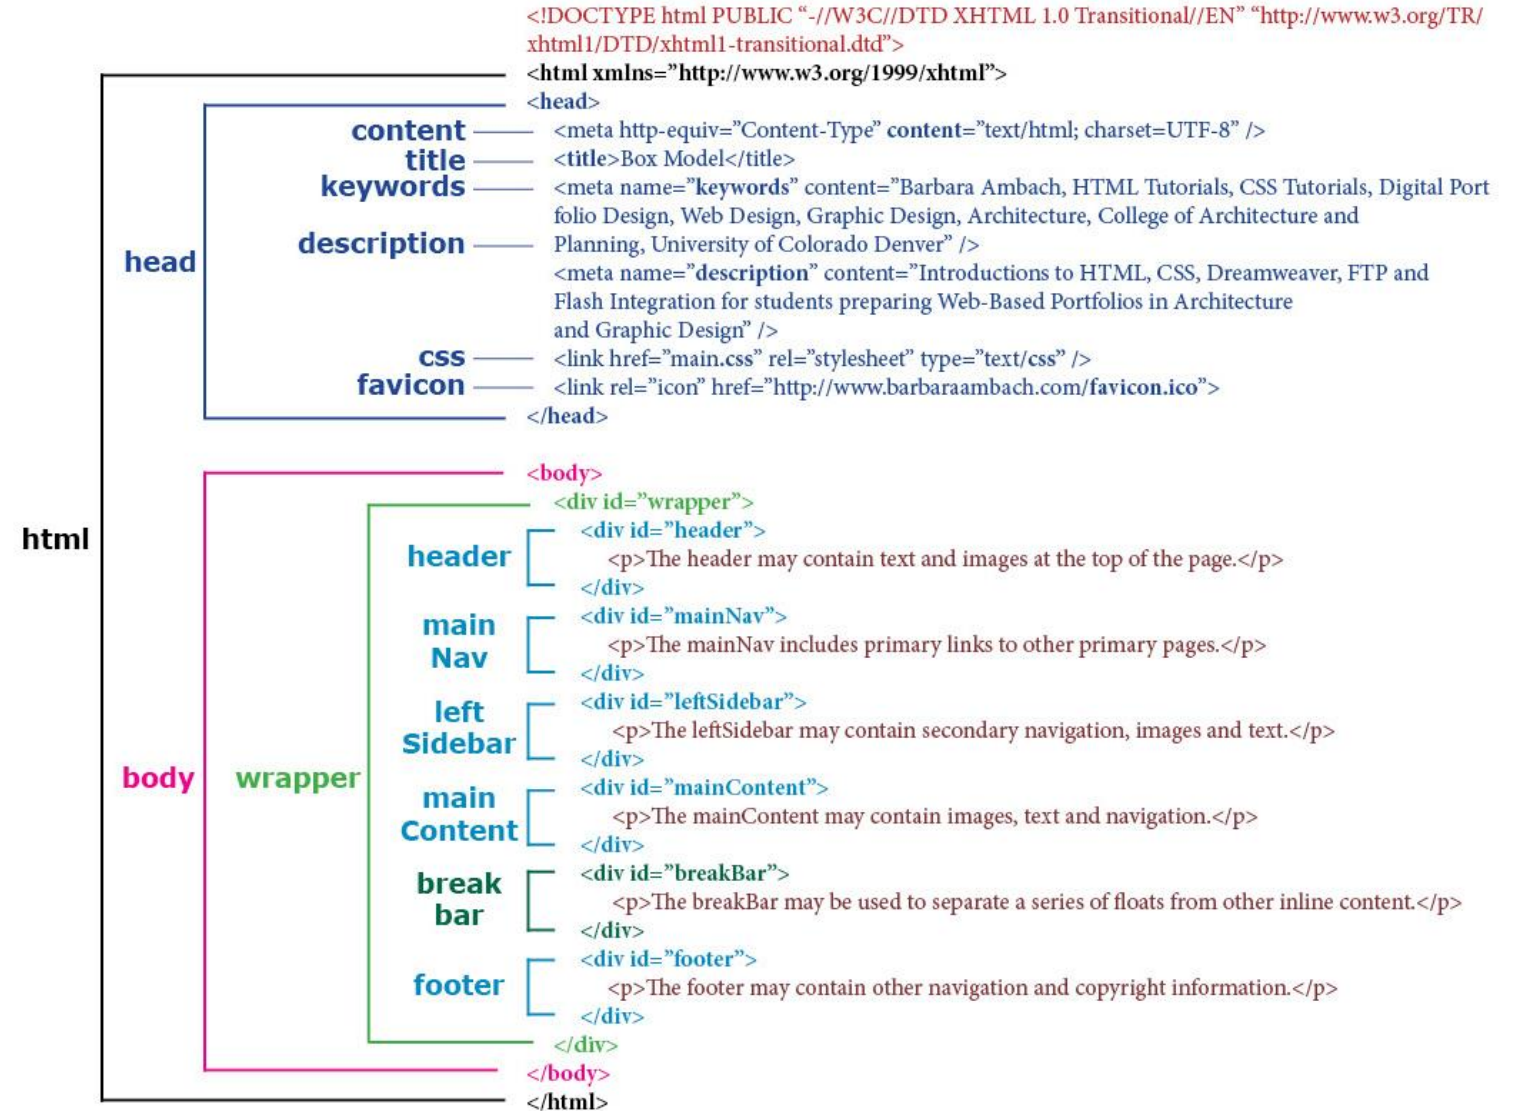 <!DOCTYPE html PUBLIC “-//W3C//DTD XHTML 1.0 Transitional//EN” “http://www.w3.org/TR/
xhtml1/DTD/xhtml1-transitional.dtd”>
<html xmlns=”http://www.w3.org/1999/xhtml”>
<head>
content <meta http-equiv=”Content-Type” content=”text/html; charset=UTF-8” />
title <title>Box Model</title>
keywords <meta name=”keywords” content=”Barbara Ambach, HTML Tutorials, CSS Tutorials, Digital Port
folio Design, Web Design, Graphic Design, Architecture, College of Architecture and
description Planning, University of Colorado Denver” />
head
<meta name=”description” content=”Introductions to HTML, CSS, Dreamweaver, FTP and
Flash Integration for students preparing Web-Based Portfolios in Architecture
and Graphic Design” />
css <link href=”main.css” rel=”stylesheet” type=”text/css” />
favicon <link rel=”icon” href=”http://www.barbaraambach.com/favicon.ico”>
</head>
<body>
<div id=”wrapper”>
html
<div id=”header”>
header <p>The header may contain text and images at the top of the page.</p>
</div>
<div id=”mainNav”>
main
Nav
<p>The mainNav includes primary links to other primary pages.</p>
</div>
<div id=”leftSidebar”>
left
Sidebar
<p>The leftSidebar may contain secondary navigation, images and text.</p>
</div>
body
wrapper
<div id=”mainContent”>
main
Content
<p>The mainContent may contain images, text and navigation.</p>
</div>
<div id=”breakBar”>
break
bar
<p>The breakBar may be used to separate a series of floats from other inline content.</p>
</div>
<div id=”footer”>
footer <p>The footer may contain other navigation and copyright information.</p>
</div>
</div>
</body>
</html>